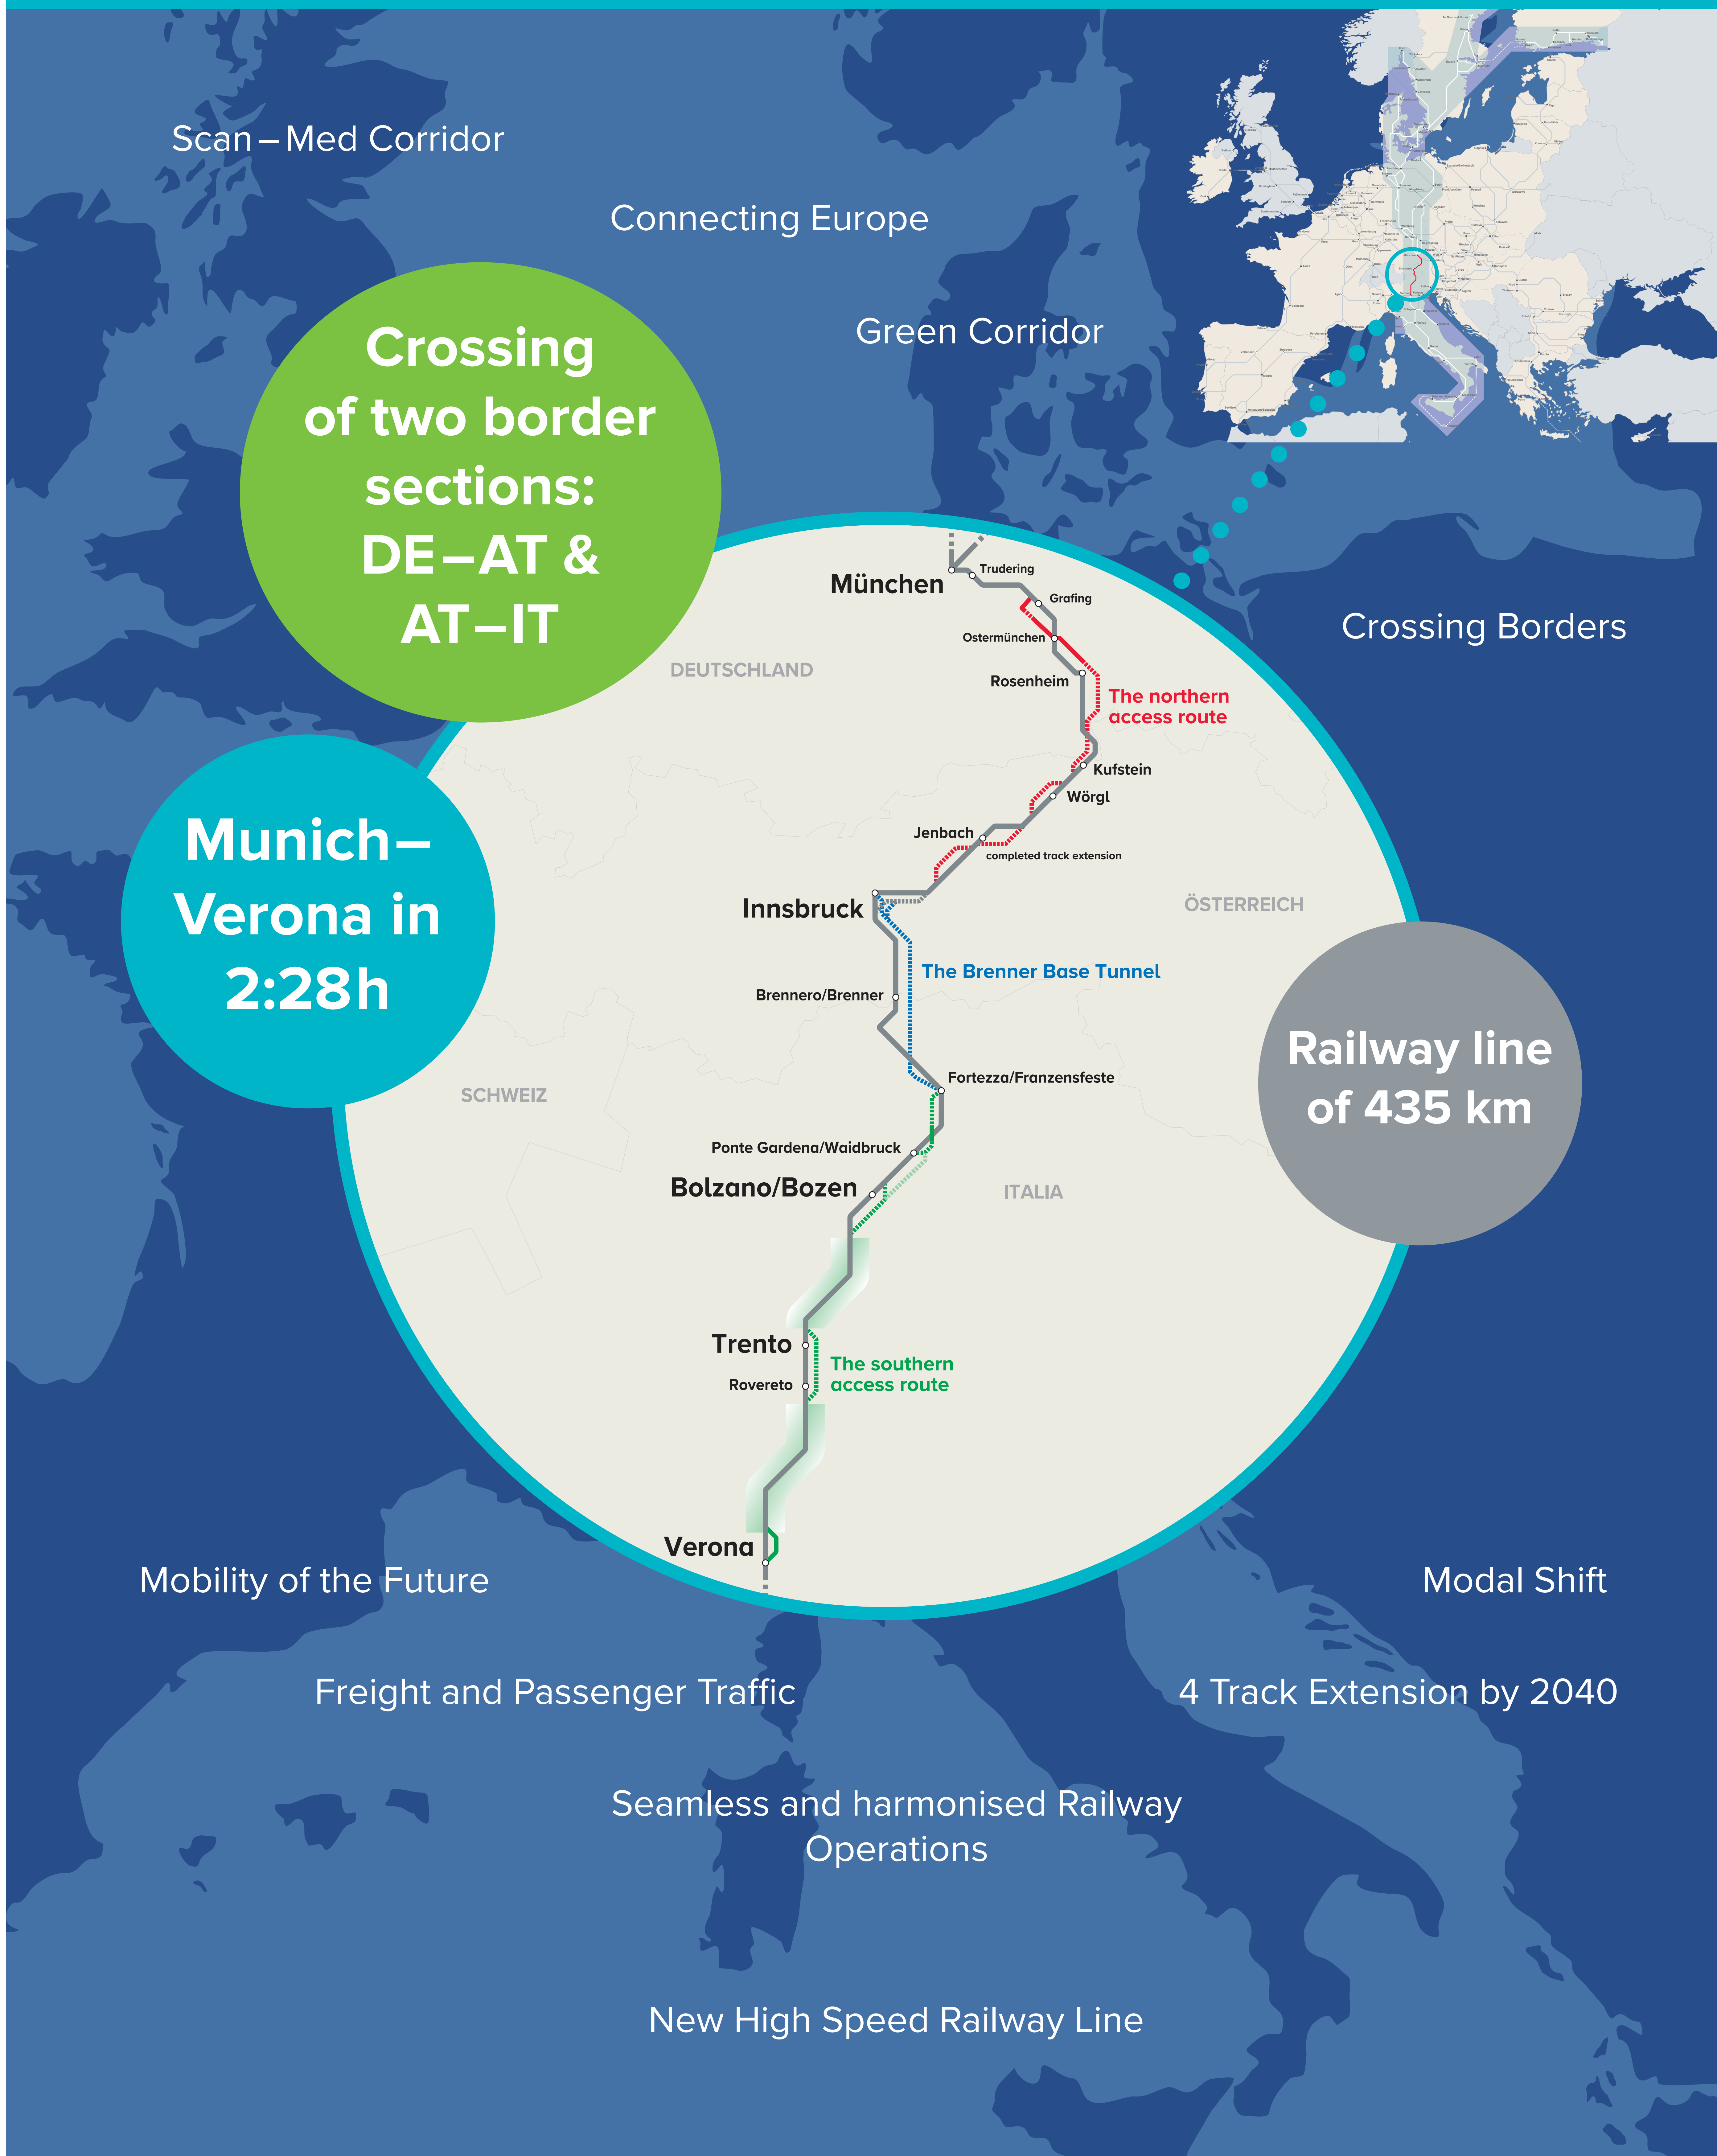 Scan – Med Corridor
Connecting Europe
Green Corridor
Crossing
of two border
sections:
DE – AT &
AT – IT
Crossing Borders
Munich –
Verona in
2:28 h
Railway line
of 435 km
München
Trudering
Grafing
Ostermünchen
DEUTSCHLAND
Rosenheim
The northern
access route
Kufstein
Wörgl
Jenbach
completed track extension
Innsbruck
ÖSTERREICH
The Brenner Base Tunnel
Brennero/Brenner
Fortezza/Franzensfeste
SCHWEIZ
Ponte Gardena/Waidbruck
Bolzano/Bozen
ITALIA
Trento
The southern
access route
Rovereto
Verona
Mobility of the Future
Modal Shift
Freight and Passenger Traffic
4 Track Extension by 2040
Seamless and harmonised Railway
Operations
New High Speed Railway Line